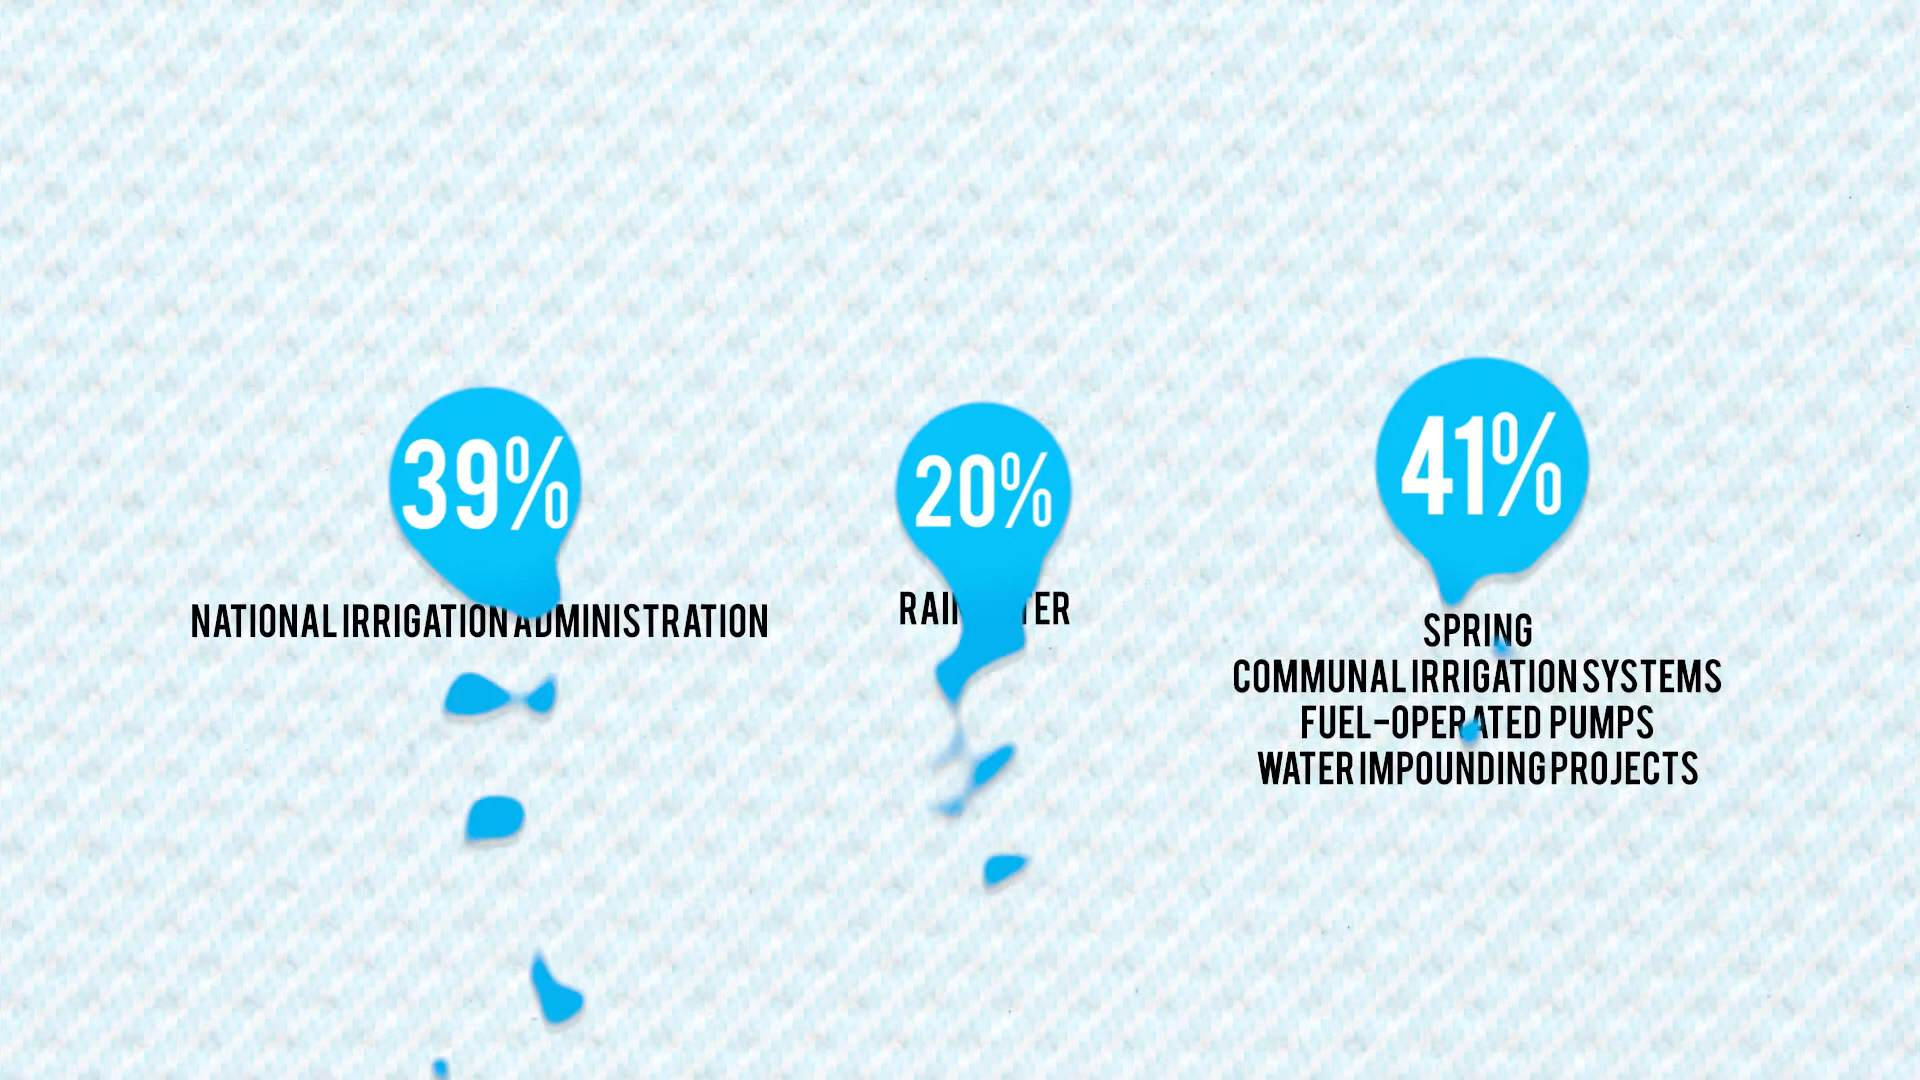 39%
20%
41%
NATIONAL IRRIGATION ADMINISTRATION
SPRING
COMMUNAL IRRIGATION SYSTEMS
FUEL-OPERATED PUMPS
WATER IMPOUNDING PROJECTS